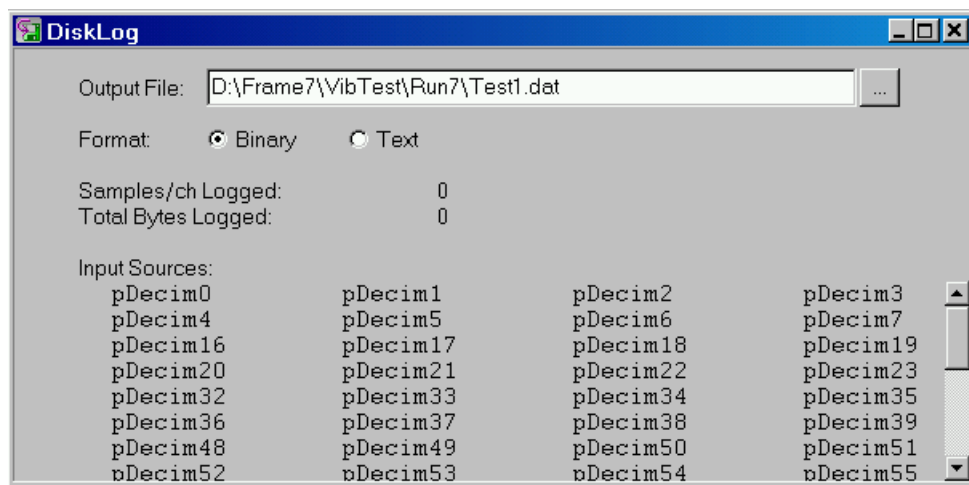 DiskLog
Output File: D:\Frame7\VibTest\Run7\Test1.dat ...
Format: Binary Text
Samples/ch Logged: 0
Total Bytes Logged: 0
Input Sources:
pDecim0 pDecim1 pDecim2 pDecim3
pDecim4 pDecim5 pDecim6 pDecim7
pDecim16 pDecim17 pDecim18 pDecim19
pDecim20 pDecim21 pDecim22 pDecim23
pDecim32 pDecim33 pDecim34 pDecim35
pDecim36 pDecim37 pDecim38 pDecim39
pDecim48 pDecim49 pDecim50 pDecim51
pDecim52 pDecim53 pDecim54 pDecim55